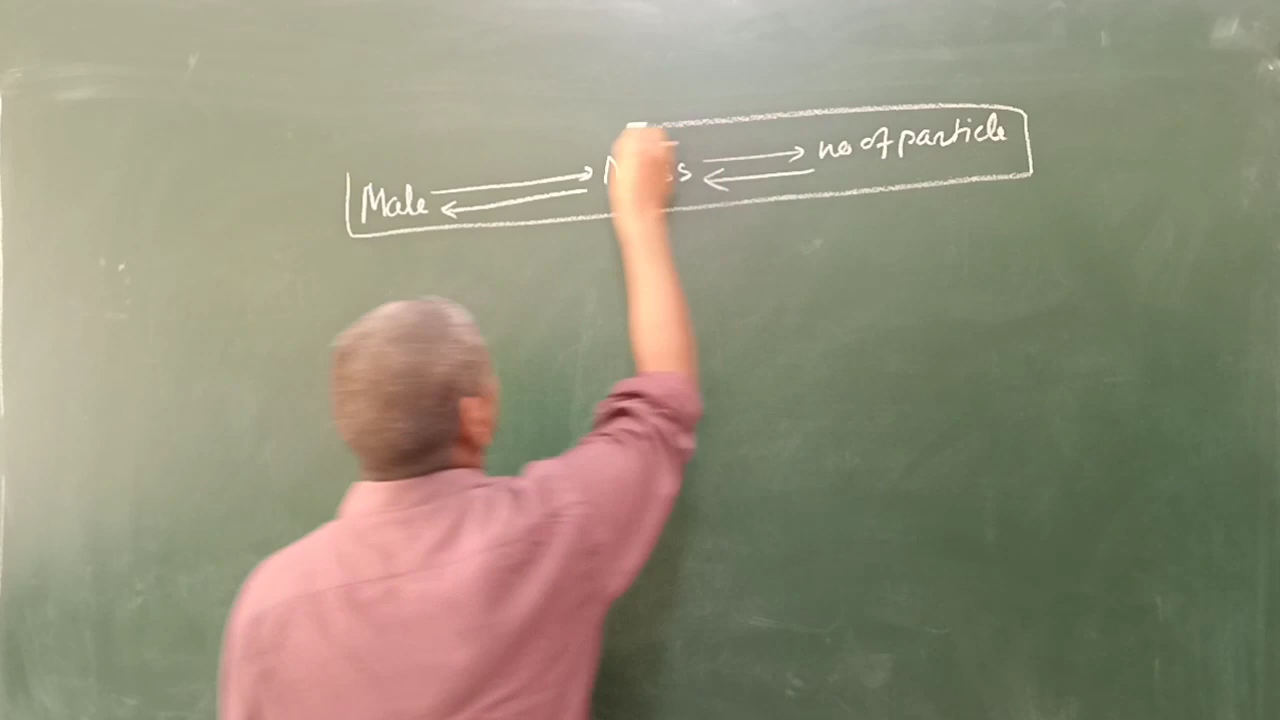 Male ⇄ ⇄ no of particle